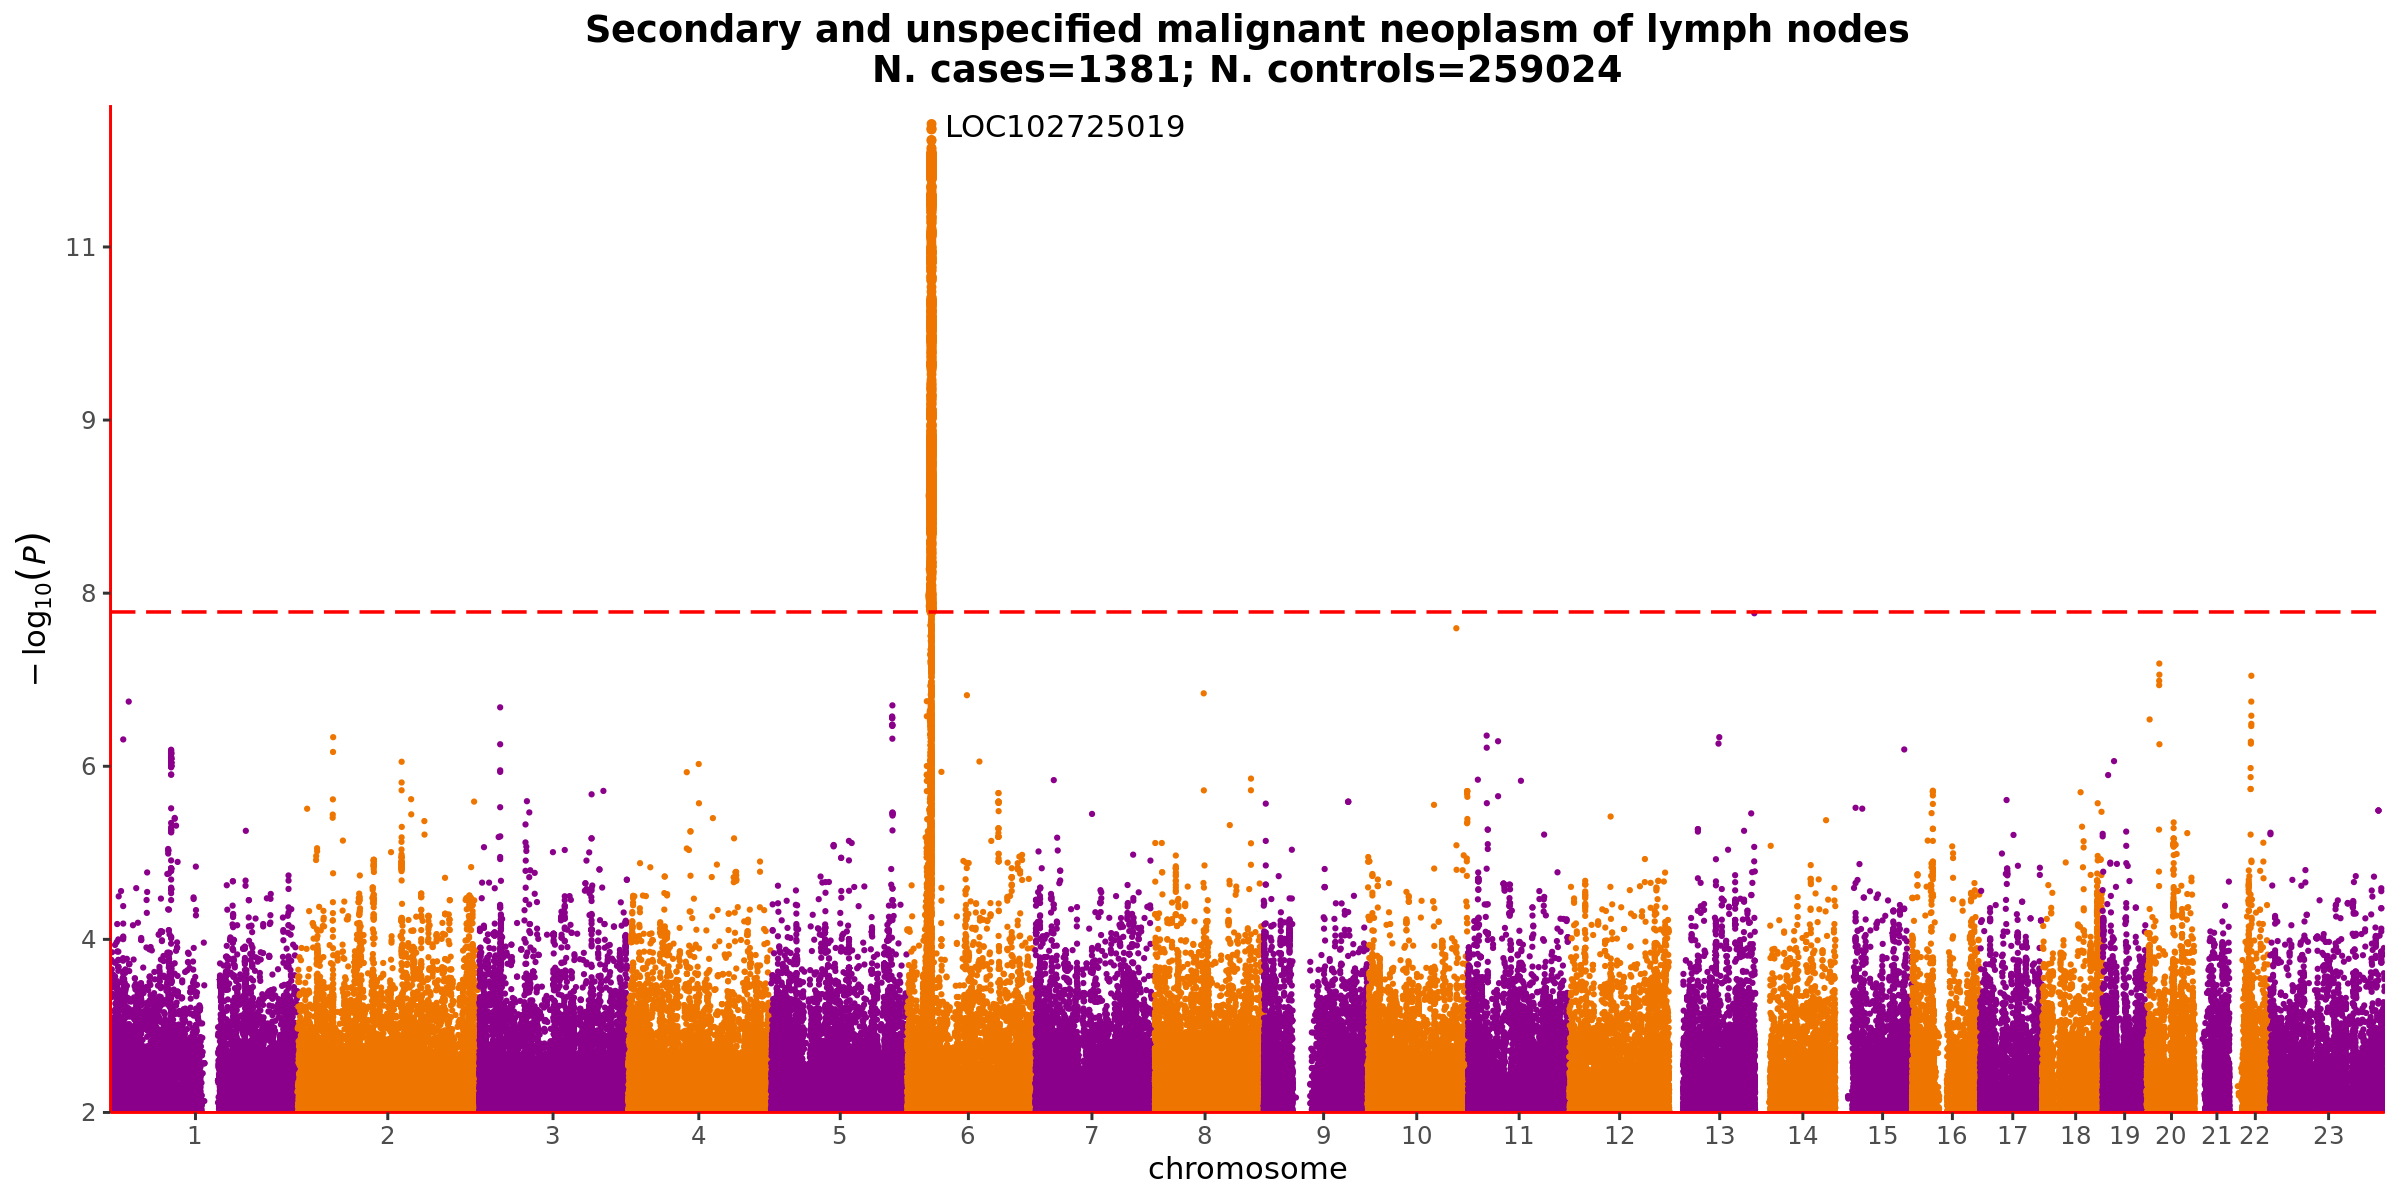 Secondary and unspecified malignant neoplasm of lymph nodes
N. cases=1381; N. controls=259024
LOC102725019
11
9
8
6
4
2
− log10(P)
1 2 3 4 5 6 7 8 9 10 11 12 13 14 15 16 17 18 19 20 21 22 23
chromosome